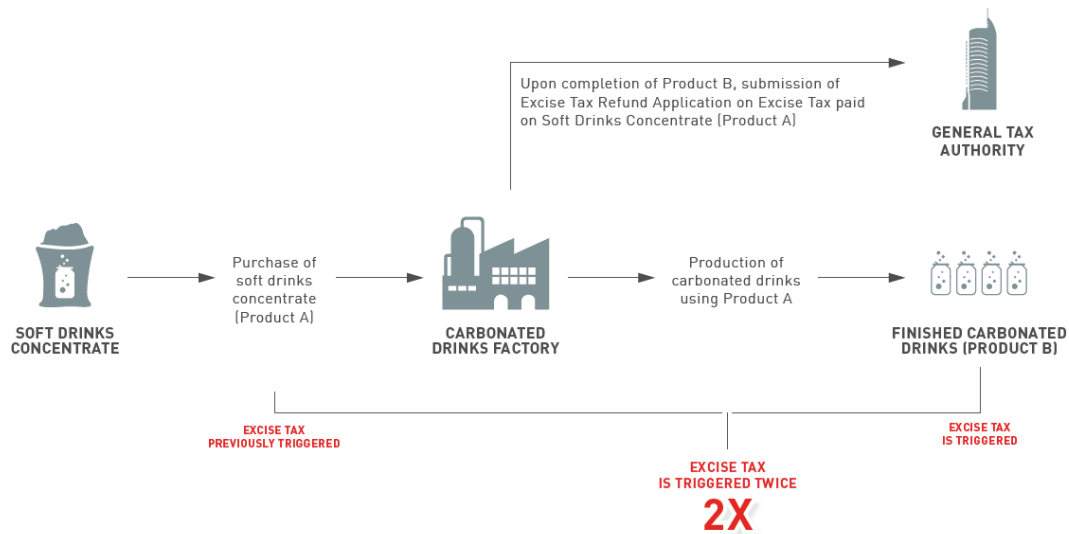 Upon completion of Product B, submission of
Excise Tax Refund Application on Excise Tax paid
on Soft Drinks Concentrate (Product A)
GENERAL TAX
AUTHORITY
SOFT DRINKS
CONCENTRATE
Purchase of
soft drinks
concentrate
(Product A)
CARBONATED
DRINKS FACTORY
Production of
carbonated drinks
using Product A
FINISHED CARBONATED
DRINKS (PRODUCT B)
EXCISE TAX
PREVIOUSLY TRIGGERED
EXCISE TAX
IS TRIGGERED
EXCISE TAX
IS TRIGGERED TWICE
2X